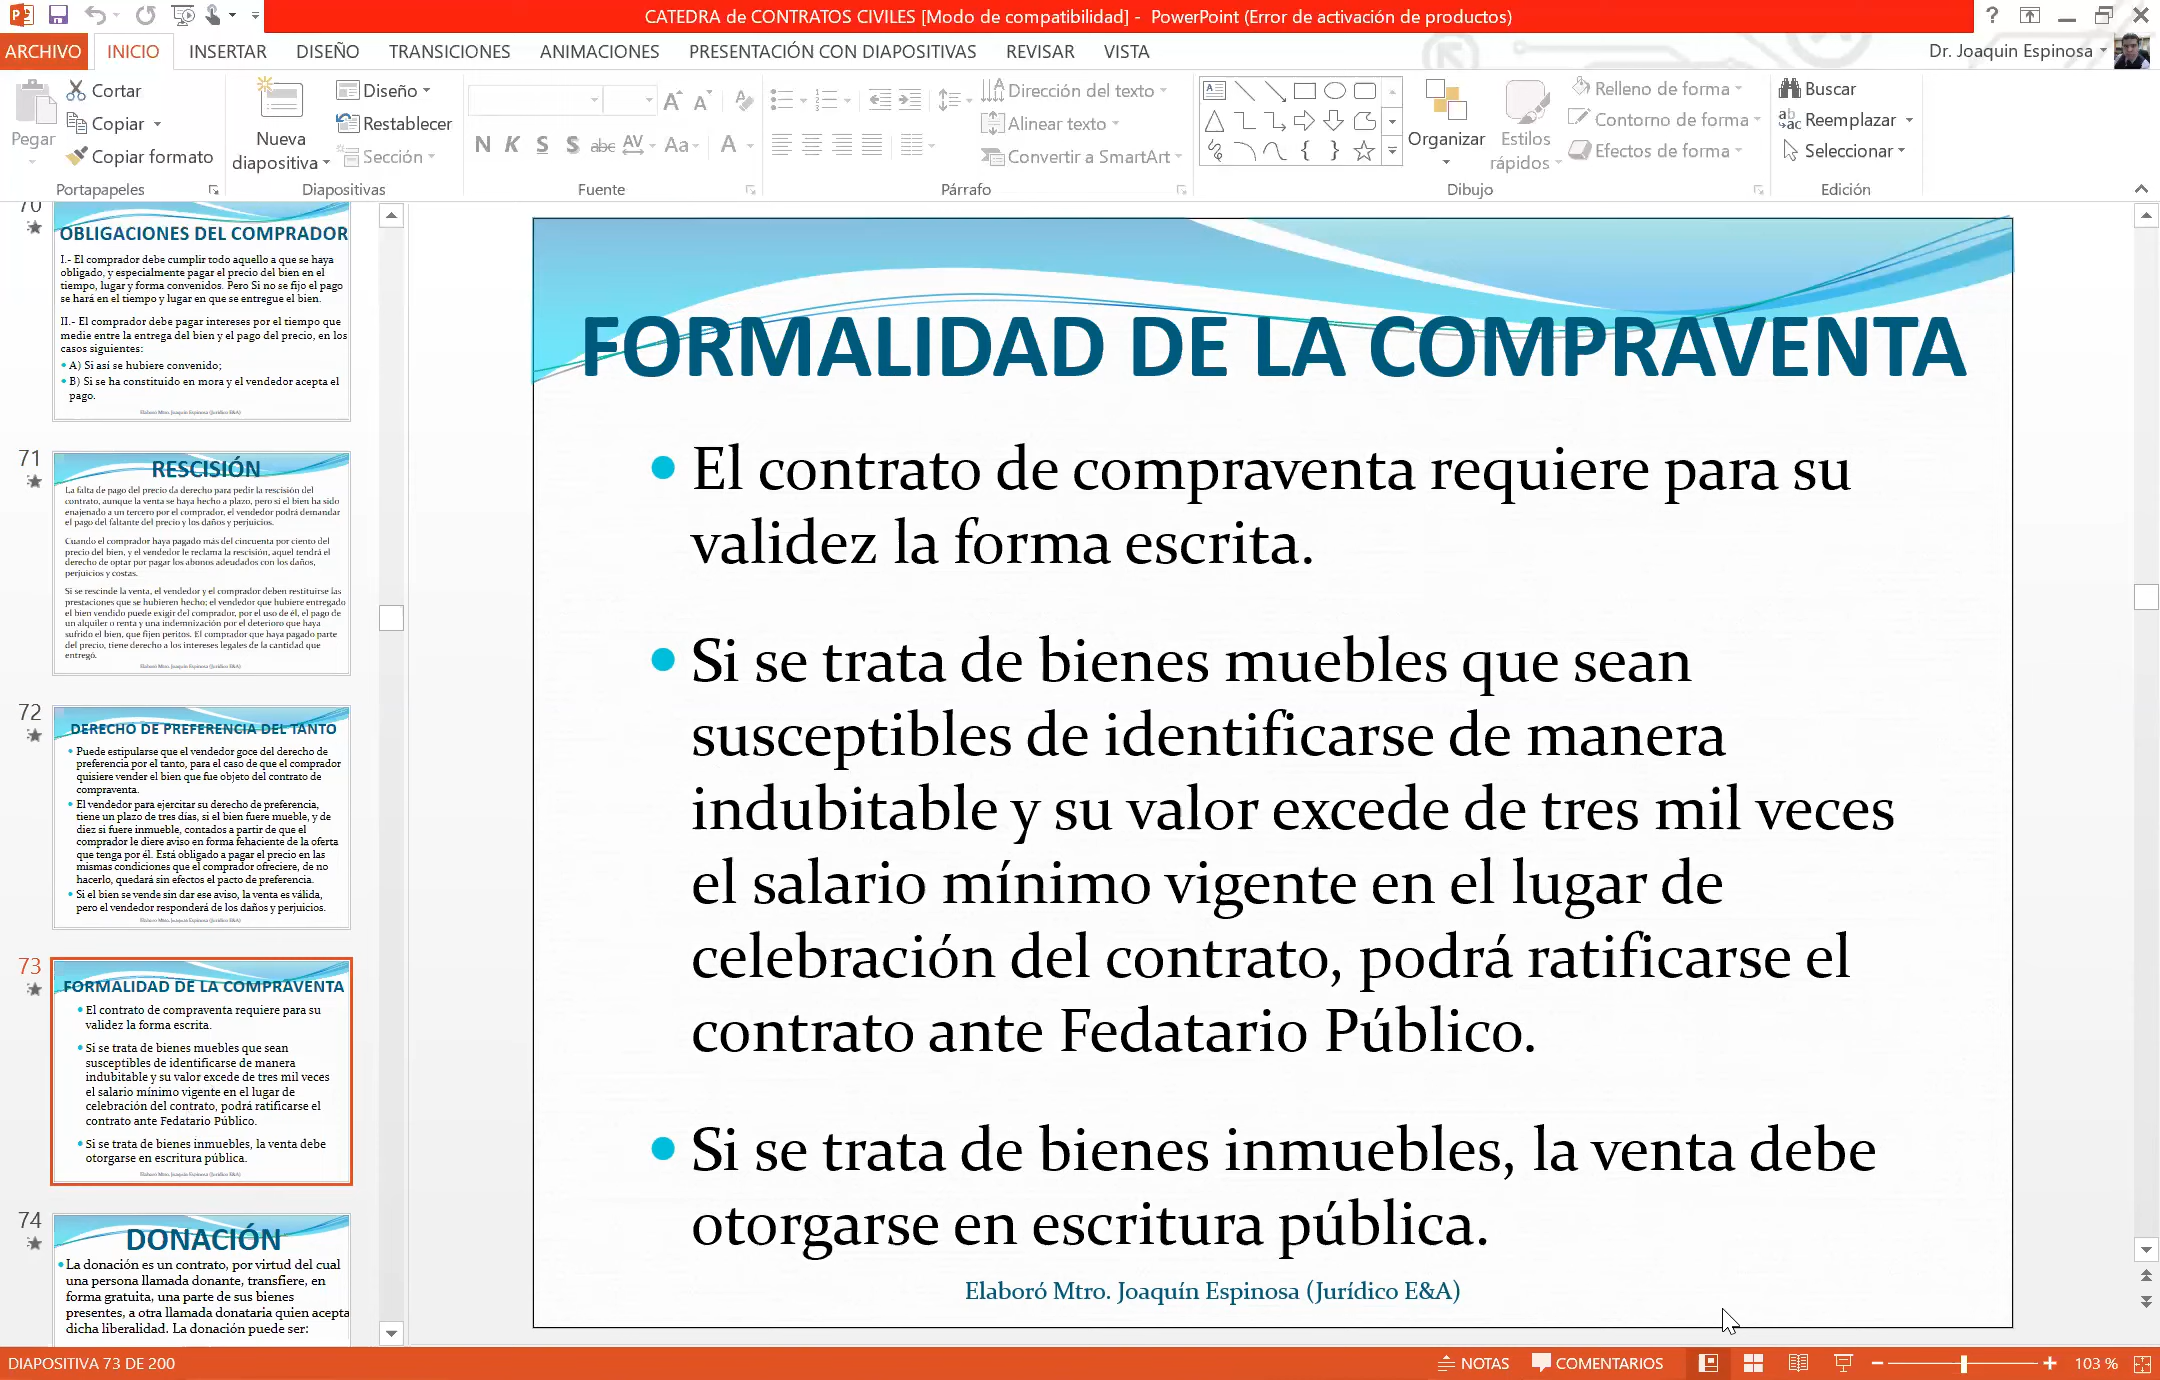 CATEDRA de CONTRATOS CIVILES [Modo de compatibilidad] - PowerPoint (Error de activación de productos)
ARCHIVO INICIO INSERTAR DISEÑO TRANSICIONES ANIMACIONES PRESENTACIÓN CON DIAPOSITIVAS REVISAR VISTA Dr. Joaquin Espinosa
Pegar
Cortar
Copiar
Copiar formato
Portapapeles
Nueva
diapositiva
Diseño
Restablecer
Sección
Diapositivas
N K S S abc AV Aa A
Fuente
Dirección del texto
Alinear texto
Convertir a SmartArt
Párrafo
Organizar
Estilos
rápidos
Relleno de forma
Contorno de forma
Efectos de forma
Dibujo
Buscar
Reemplazar
Seleccionar
Edición
70
OBLIGACIONES DEL COMPRADOR
I.- El comprador debe cumplir todo aquello a que se haya
obligado, y especialmente pagar el precio del bien en el
tiempo, lugar y forma convenidos. Pero Si no se fijo el pago
se hará en el tiempo y lugar en que se entregue el bien.
II.- El comprador debe pagar intereses por el tiempo que
medie entre la entrega del bien y el pago del precio, en los
casos siguientes:
• A) Si así se hubiere convenido;
• B) Si se ha constituido en mora y el vendedor acepta el
pago.
Elaboró Mtro. Joaquín Espinosa (Jurídico E&A)
71
RESCISIÓN
La falta de pago del precio da derecho para pedir la rescisión del
contrato, aunque la venta se haya hecho a plazo, pero si el bien ha sido
enajenado a un tercero por el comprador, el vendedor podrá demandar
el pago del faltante del precio y los daños y perjuicios.
Cuando el comprador haya pagado más del cincuenta por ciento del
precio del bien, y el vendedor le reclama la rescisión, aquel tendrá el
derecho de optar por pagar los abonos adeudados con los daños,
perjuicios y costas.
Si se rescinde la venta, el vendedor y el comprador deben restituirse las
prestaciones que se hubieren hecho; el vendedor que hubiere entregado
el bien vendido puede exigir del comprador, por el uso de él, el pago de
un alquiler o renta y una indemnización por el deterioro que haya
sufrido el bien, que fijen peritos. El comprador que haya pagado parte
del precio, tiene derecho a los intereses legales de la cantidad que
entregó.
Elaboró Mtro. Joaquín Espinosa (Jurídico E&A)
72
DERECHO DE PREFERENCIA DEL TANTO
• Puede estipularse que el vendedor goce del derecho de
preferencia por el tanto, para el caso de que el comprador
quisiere vender el bien que fue objeto del contrato de
compraventa.
• El vendedor para ejercitar su derecho de preferencia,
tiene un plazo de tres días, si el bien fuere mueble, y de
diez si fuere inmueble, contados a partir de que el
comprador le diere aviso en forma fehaciente de la oferta
que tenga por él. Está obligado a pagar el precio en las
mismas condiciones que el comprador ofreciere, de no
hacerlo, quedará sin efectos el pacto de preferencia.
• Si el bien se vende sin dar ese aviso, la venta es válida,
pero el vendedor responderá de los daños y perjuicios.
Elaboró Mtro. Joaquín Espinosa (Jurídico E&A)
73
FORMALIDAD DE LA COMPRAVENTA
• El contrato de compraventa requiere para su
validez la forma escrita.
• Si se trata de bienes muebles que sean
susceptibles de identificarse de manera
indubitable y su valor excede de tres mil veces
el salario mínimo vigente en el lugar de
celebración del contrato, podrá ratificarse el
contrato ante Fedatario Público.
• Si se trata de bienes inmuebles, la venta debe
otorgarse en escritura pública.
Elaboró Mtro. Joaquín Espinosa (Jurídico E&A)
74
DONACIÓN
• La donación es un contrato, por virtud del cual
una persona llamada donante, transfiere, en
forma gratuita, una parte de sus bienes
presentes, a otra llamada donataria quien acepta
dicha liberalidad. La donación puede ser:
FORMALIDAD DE LA COMPRAVENTA
• El contrato de compraventa requiere para su
validez la forma escrita.
• Si se trata de bienes muebles que sean
susceptibles de identificarse de manera
indubitable y su valor excede de tres mil veces
el salario mínimo vigente en el lugar de
celebración del contrato, podrá ratificarse el
contrato ante Fedatario Público.
• Si se trata de bienes inmuebles, la venta debe
otorgarse en escritura pública.
Elaboró Mtro. Joaquín Espinosa (Jurídico E&A)
DIAPOSITIVA 73 DE 200 NOTAS COMENTARIOS 103 %